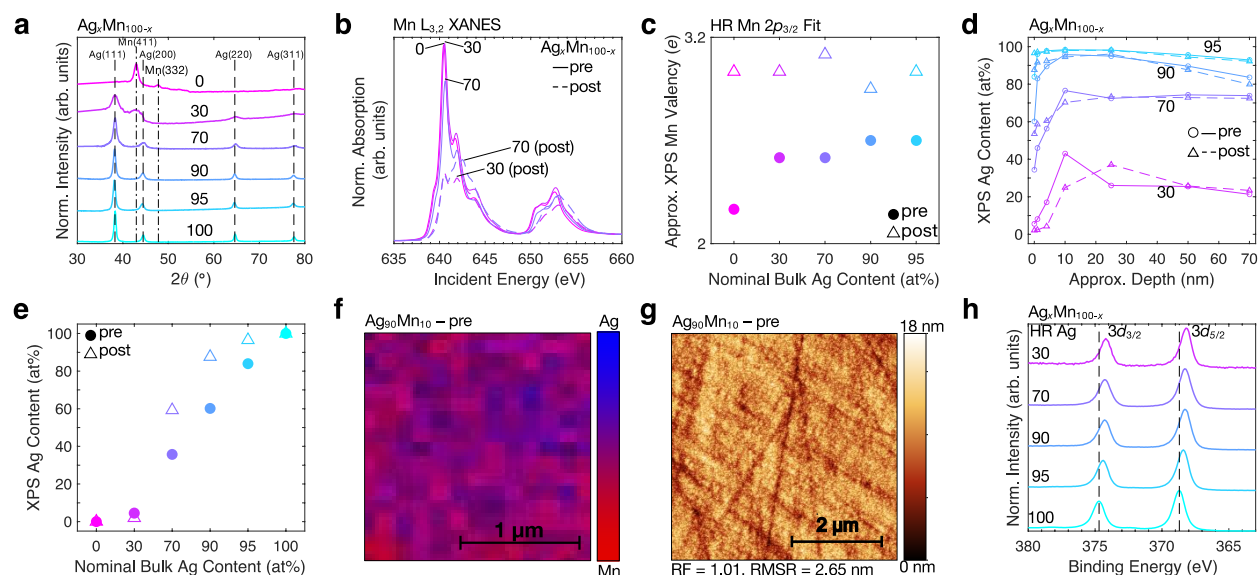 a
AgxMn100-x
Ag(111)
Mn(411)
Ag(200)
Mn(332)
Ag(220)
Ag(311)
0
30
70
90
95
100
Norm. Intensity (arb. units)
30 40 50 60 70 80
2θ (°)
b
Mn L3,2 XANES
0
30
AgxMn100-x
pre
post
70
70 (post)
30 (post)
Norm. Absorption
(arb. units)
635 640 645 650 655 660
Incident Energy (eV)
c
HR Mn 2p3/2 Fit
3.2
2
Approx. XPS Mn Valency (e)
pre
post
0 30 70 90 95
Nominal Bulk Ag Content (at%)
d
AgxMn100-x
100
80
60
40
20
0
XPS Ag Content (at%)
95
90
70
30
pre
post
0 10 20 30 40 50 60 70
Approx. Depth (nm)
e
pre
post
100
80
60
40
20
0
XPS Ag Content (at%)
0 30 70 90 95 100
Nominal Bulk Ag Content (at%)
f
Ag90Mn10 – pre
Ag
Mn
1 μm
g
Ag90Mn10 – pre
18 nm
0 nm
2 μm
RF = 1.01, RMSR = 2.65 nm
h
AgxMn100-x
HR Ag
3d3/2
3d5/2
30
70
90
95
100
Norm. Intensity (arb. units)
380 375 370 365
Binding Energy (eV)